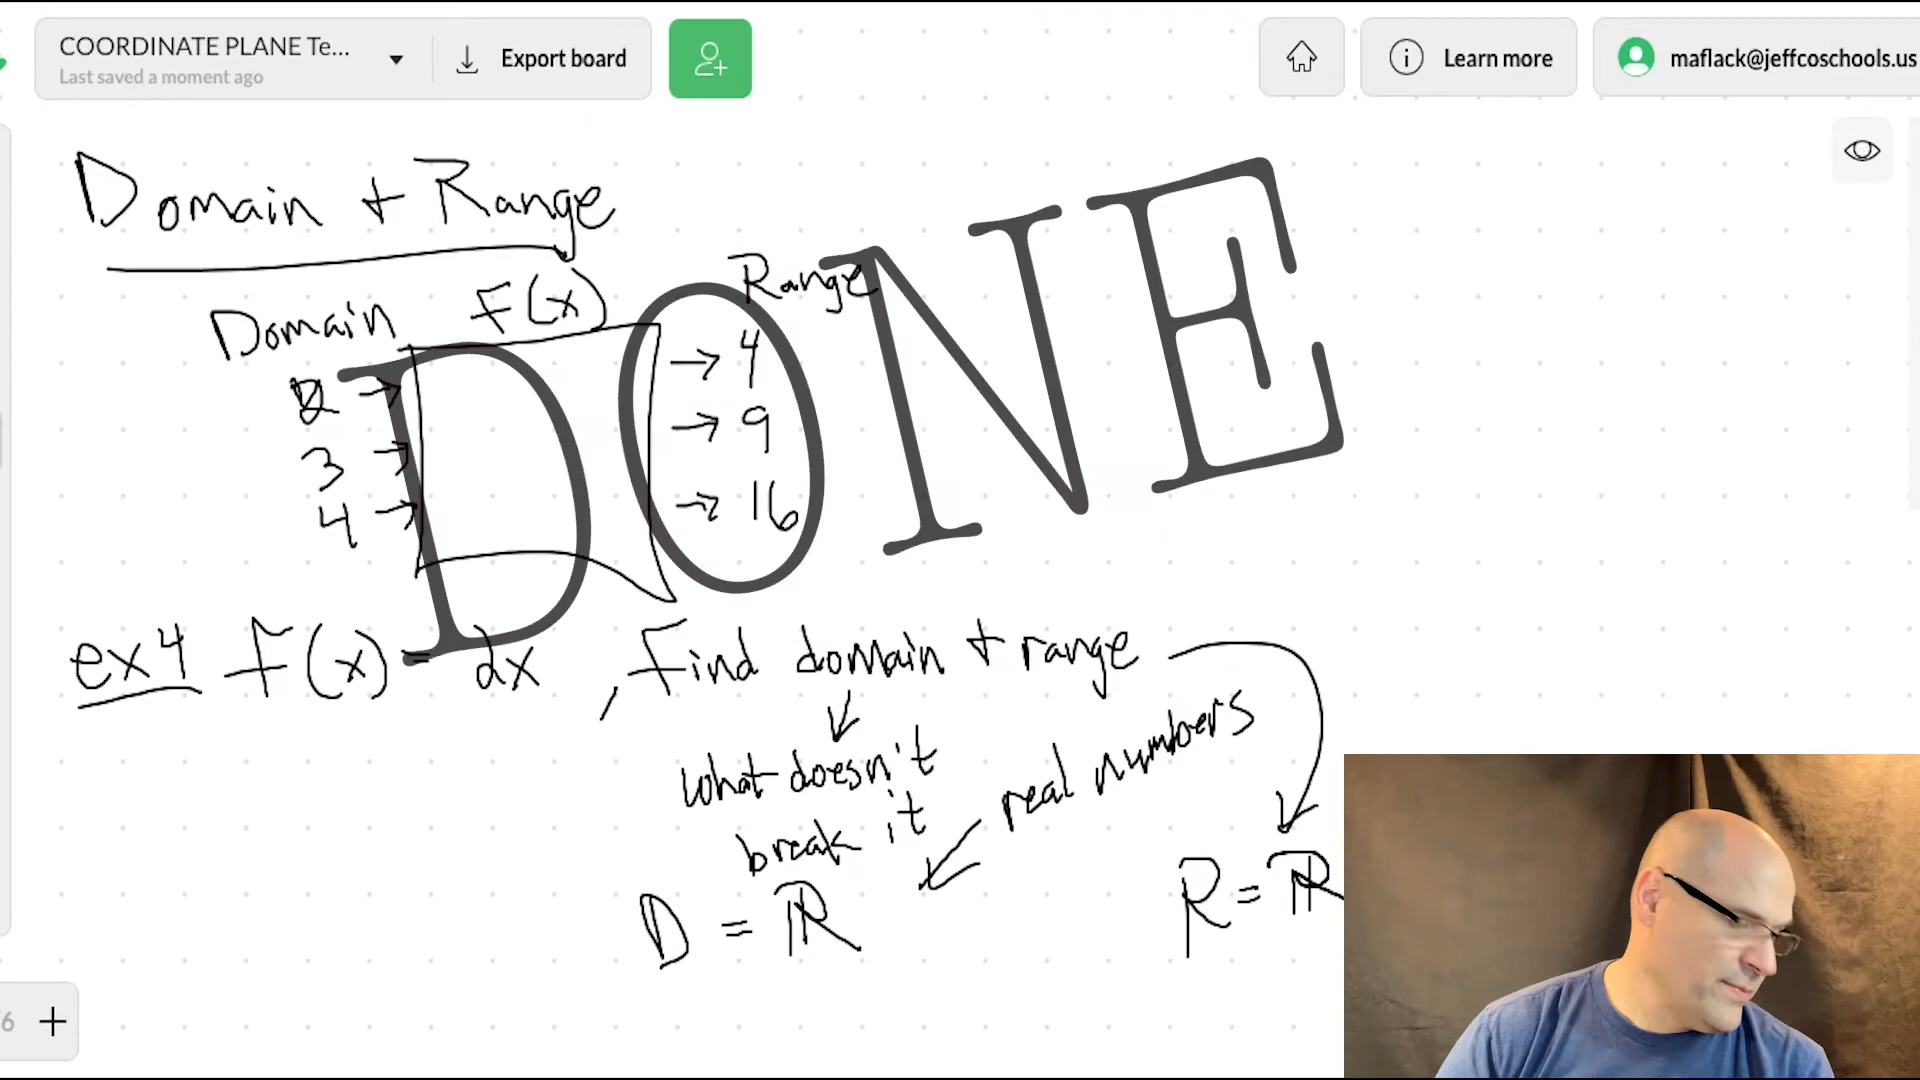 COORDINATE PLANE Te...
Last saved a moment ago
Export board
Learn more
maflack@jeffcoschools.us
Domain + Range
Domain F(x) Range
2 → → 4
3 → → 9
4 → → 16
DONE
ex4 F(x) = 2x , Find domain + range
what doesn't
break it
real numbers
D = ℝ
R = ℝ
6